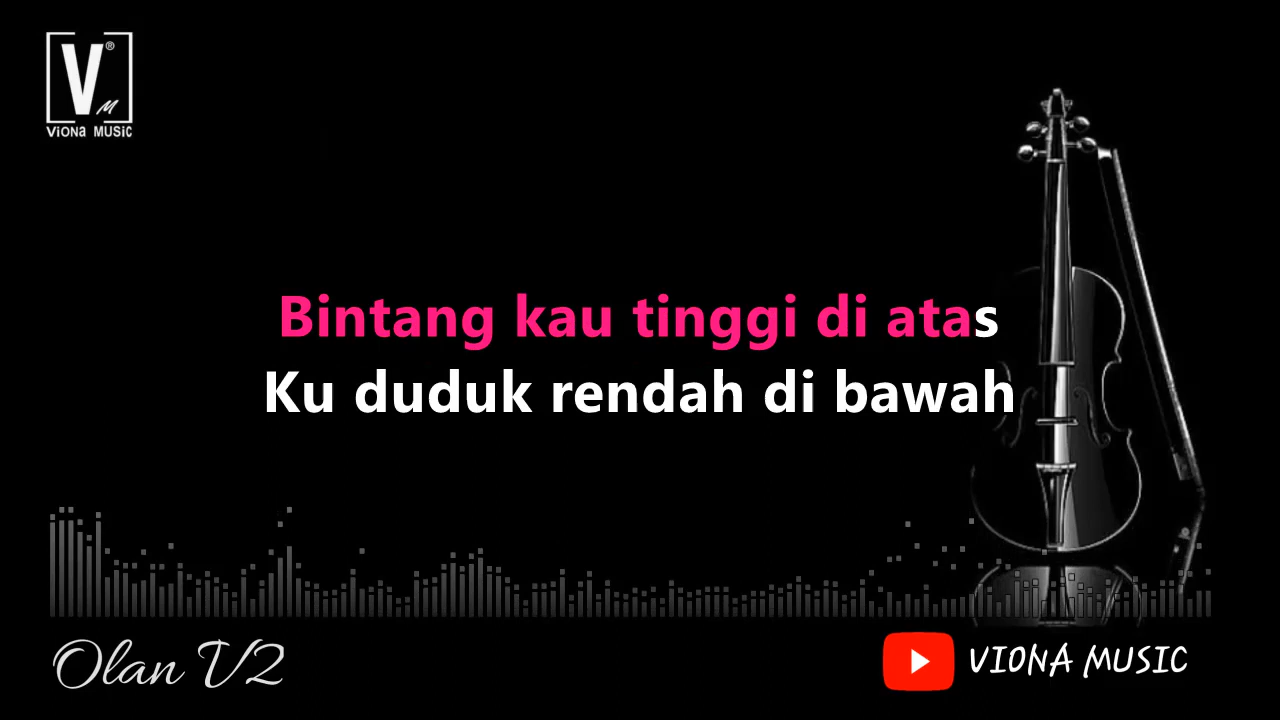 V®
M
ViONa MUSiC
Bintang kau tinggi di atas
Ku duduk rendah di bawah
Olan V2
VIONA MUSIC